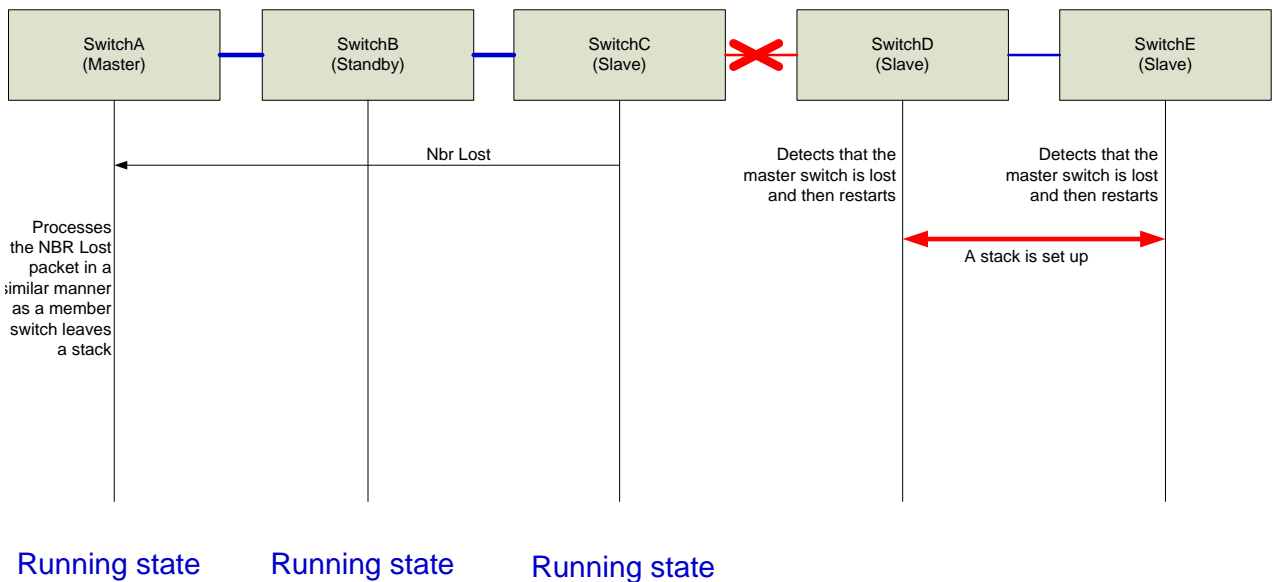 SwitchA
(Master)
SwitchB
(Standby)
SwitchC
(Slave)
SwitchD
(Slave)
SwitchE
(Slave)
Nbr Lost
Detects that the
master switch is lost
and then restarts
Detects that the
master switch is lost
and then restarts
Processes
the NBR Lost
packet in a
similar manner
as a member
switch leaves
a stack
A stack is set up
Running state
Running state
Running state